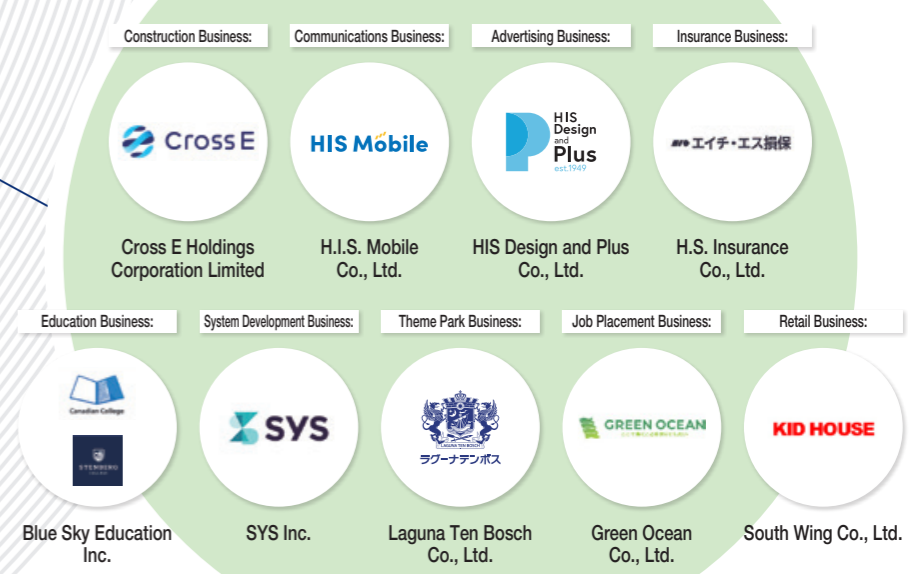 Construction Business:
Communications Business:
Advertising Business:
Insurance Business:
Cross E
HIS Mobile
HIS
Design
and
Plus
est.1949
エイチ・エス損保
Cross E Holdings
Corporation Limited
H.I.S. Mobile
Co., Ltd.
HIS Design and Plus
Co., Ltd.
H.S. Insurance
Co., Ltd.
Education Business:
System Development Business:
Theme Park Business:
Job Placement Business:
Retail Business:
Canadian College
STENBERG
SYS
LAGUNA TEN BOSCH
ラグーナテンボス
GREEN OCEAN
KID HOUSE
Blue Sky Education
Inc.
SYS Inc.
Laguna Ten Bosch
Co., Ltd.
Green Ocean
Co., Ltd.
South Wing Co., Ltd.